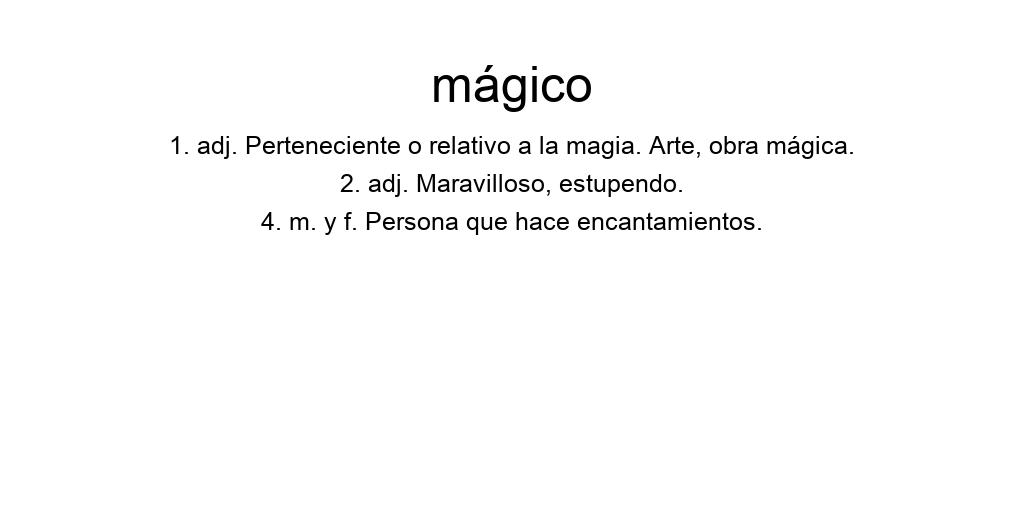 mágico
1. adj. Perteneciente o relativo a la magia. Arte, obra mágica.
2. adj. Maravilloso, estupendo.
4. m. y f. Persona que hace encantamientos.